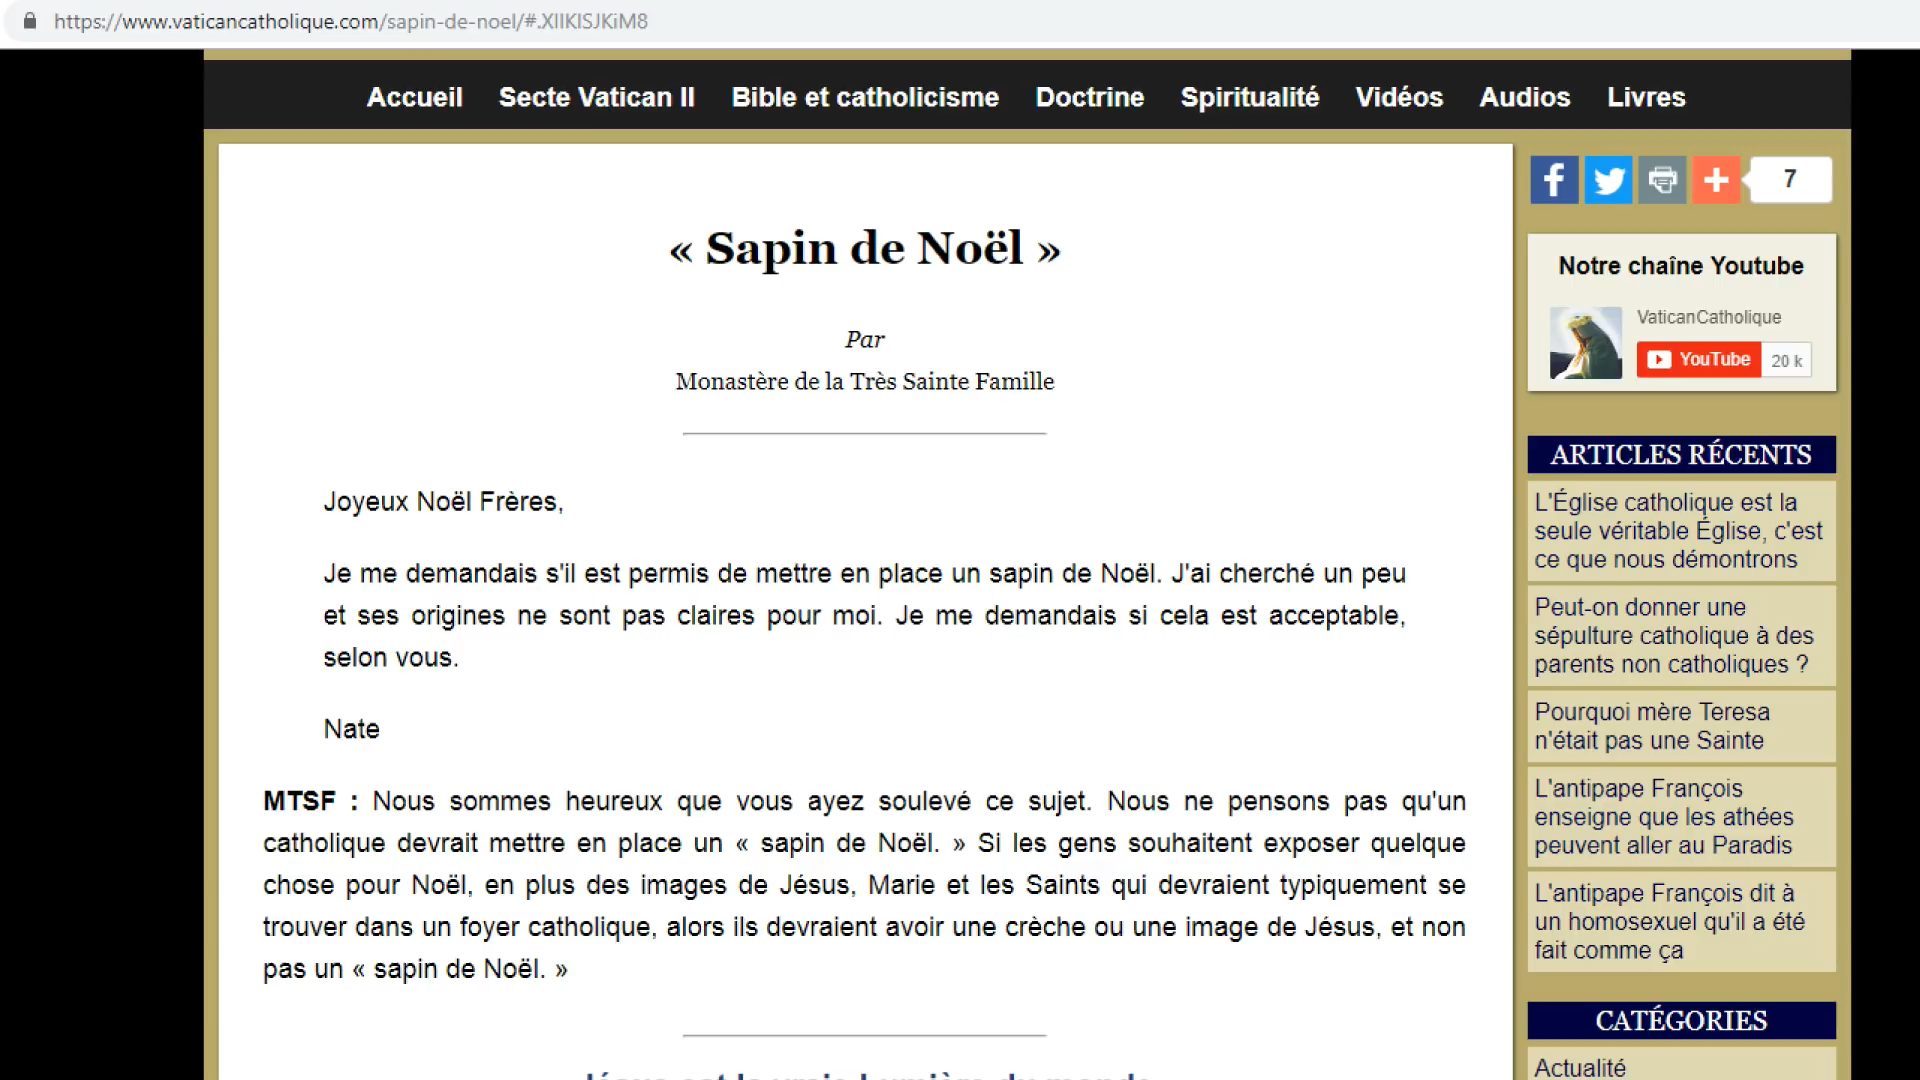 https://www.vaticancatholique.com/sapin-de-noel/#.XIIKISJKiM8
Accueil Secte Vatican II Bible et catholicisme Doctrine Spiritualité Vidéos Audios Livres
« Sapin de Noël »
Par
Monastère de la Très Sainte Famille
Joyeux Noël Frères,
Je me demandais s'il est permis de mettre en place un sapin de Noël. J'ai cherché un peu
et ses origines ne sont pas claires pour moi. Je me demandais si cela est acceptable,
selon vous.
Nate
MTSF : Nous sommes heureux que vous ayez soulevé ce sujet. Nous ne pensons pas qu'un
catholique devrait mettre en place un « sapin de Noël. » Si les gens souhaitent exposer quelque
chose pour Noël, en plus des images de Jésus, Marie et les Saints qui devraient typiquement se
trouver dans un foyer catholique, alors ils devraient avoir une crèche ou une image de Jésus, et non
pas un « sapin de Noël. »
Jésus est la vraie Lumière du monde
7
Notre chaîne Youtube
VaticanCatholique
YouTube 20 k
ARTICLES RÉCENTS
L'Église catholique est la
seule véritable Église, c'est
ce que nous démontrons
Peut-on donner une
sépulture catholique à des
parents non catholiques ?
Pourquoi mère Teresa
n'était pas une Sainte
L'antipape François
enseigne que les athées
peuvent aller au Paradis
L'antipape François dit à
un homosexuel qu'il a été
fait comme ça
CATÉGORIES
Actualité